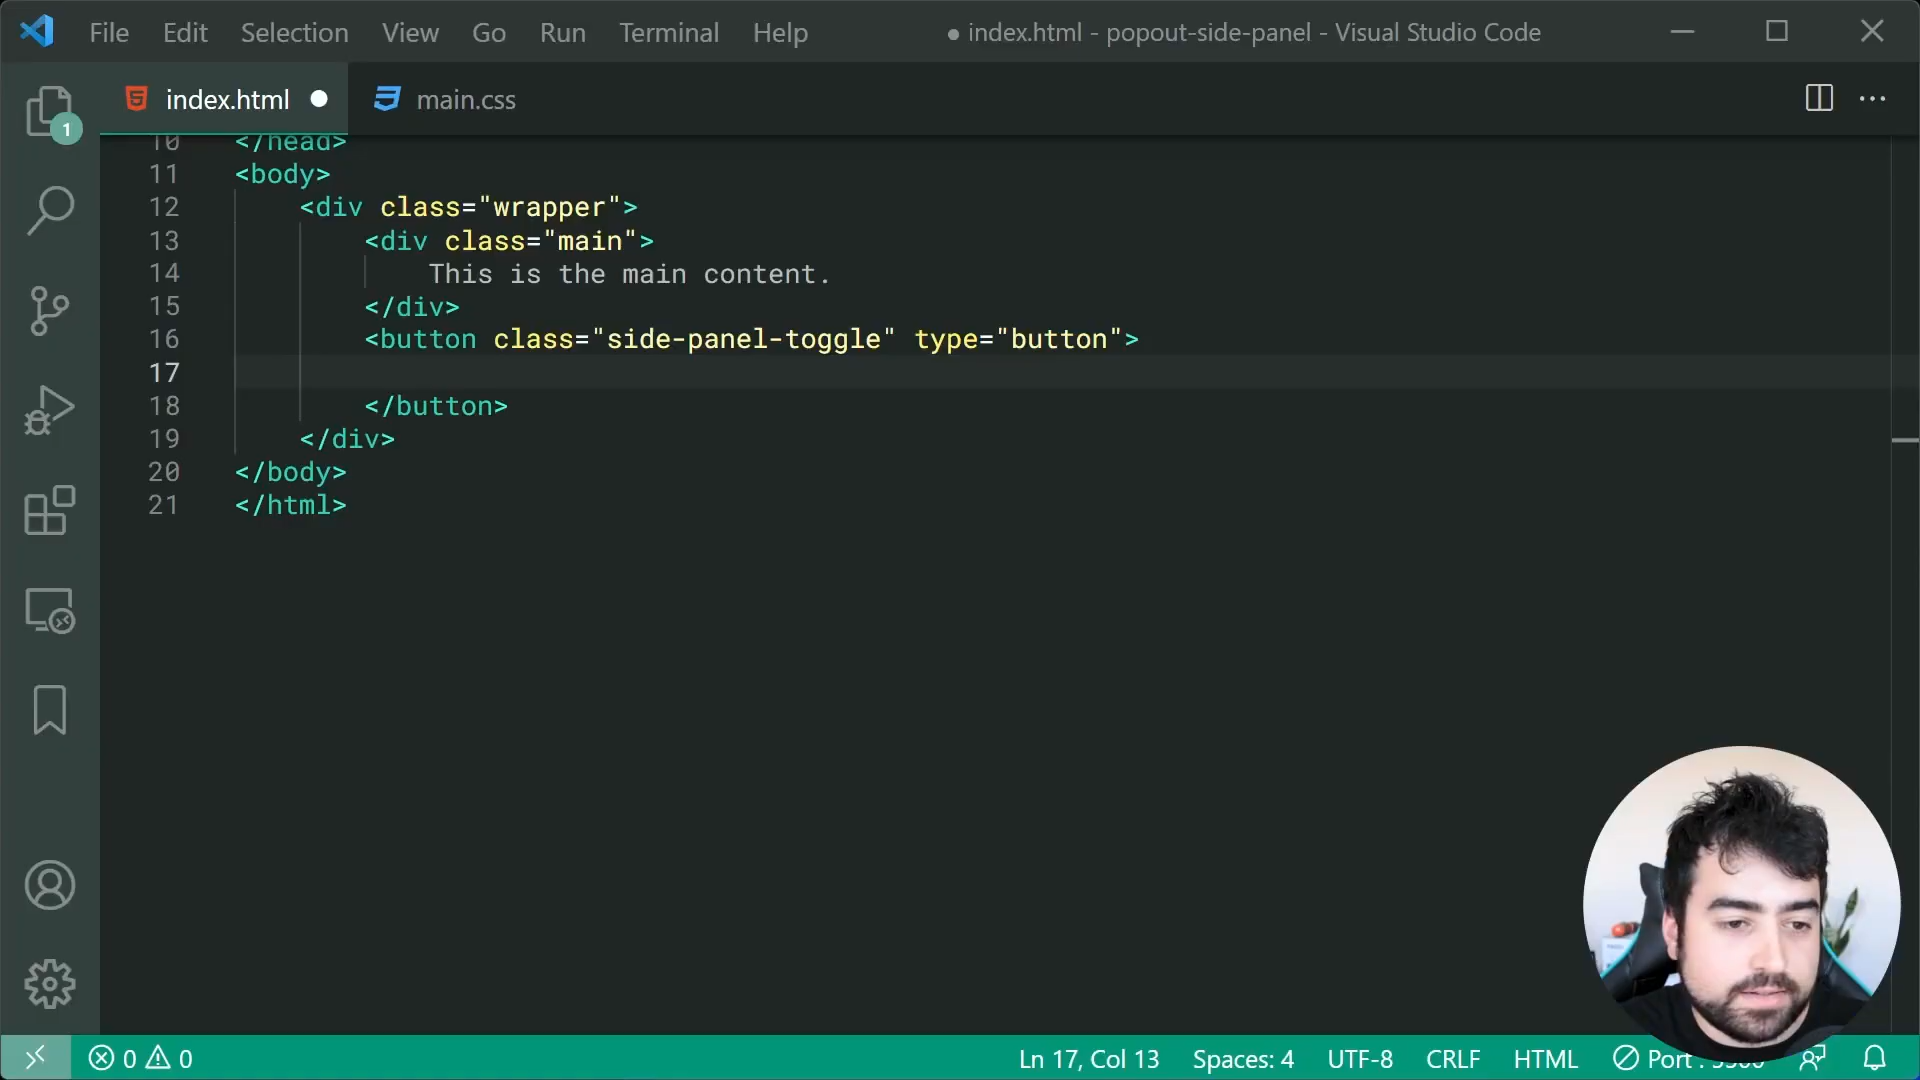 File Edit Selection View Go Run Terminal Help ● index.html - popout-side-panel - Visual Studio Code
index.html ● main.css
1
10 </head>
11 <body>
12 <div class="wrapper">
13 <div class="main">
14 This is the main content.
15 </div>
16 <button class="side-panel-toggle" type="button">
17
18 </button>
19 </div>
20 </body>
21 </html>
0 0 Ln 17, Col 13 Spaces: 4 UTF-8 CRLF HTML Port :